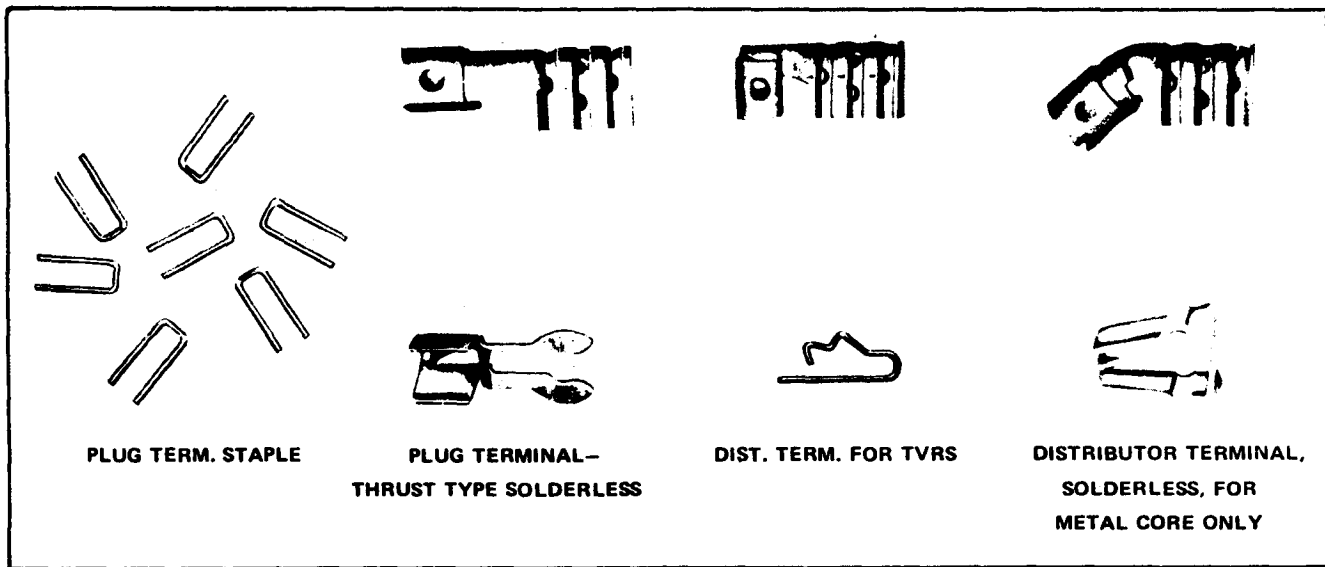 PLUG TERM. STAPLE
PLUG TERMINAL–
THRUST TYPE SOLDERLESS
DIST. TERM. FOR TVRS
DISTRIBUTOR TERMINAL,
SOLDERLESS, FOR
METAL CORE ONLY